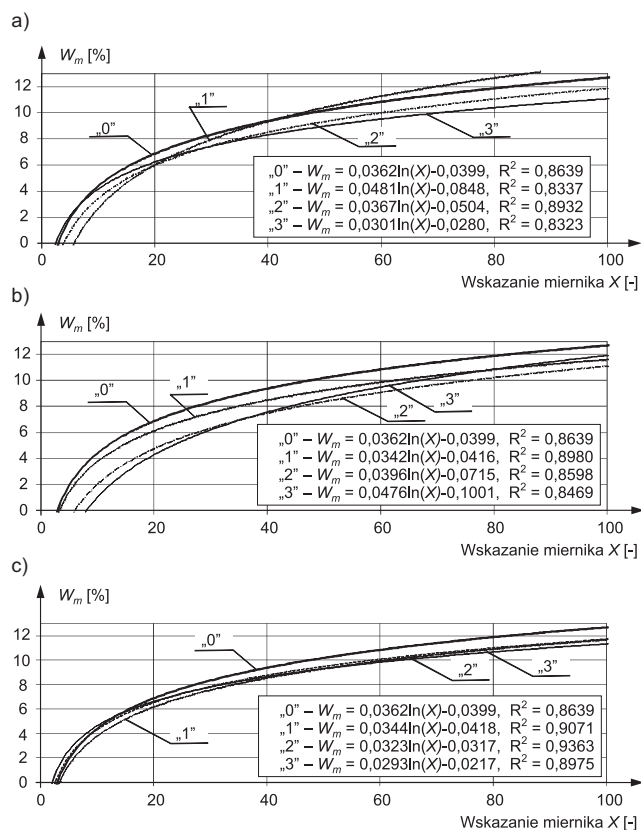 a)
Wm [%]
12
10
8
6
4
2
0
„0”
„1”
„2”
„3”
„0” – Wm = 0,0362ln(X)-0,0399, R² = 0,8639
„1” – Wm = 0,0481ln(X)-0,0848, R² = 0,8337
„2” – Wm = 0,0367ln(X)-0,0504, R² = 0,8932
„3” – Wm = 0,0301ln(X)-0,0280, R² = 0,8323
0 20 40 60 80 100
Wskazanie miernika X [-]
b)
Wm [%]
12
10
8
6
4
2
0
„0”
„1”
„2”
„3”
„0” – Wm = 0,0362ln(X)-0,0399, R² = 0,8639
„1” – Wm = 0,0342ln(X)-0,0416, R² = 0,8980
„2” – Wm = 0,0396ln(X)-0,0715, R² = 0,8598
„3” – Wm = 0,0476ln(X)-0,1001, R² = 0,8469
0 20 40 60 80 100
Wskazanie miernika X [-]
c)
Wm [%]
12
10
8
6
4
2
0
„0”
„1”
„2”
„3”
„0” – Wm = 0,0362ln(X)-0,0399, R² = 0,8639
„1” – Wm = 0,0344ln(X)-0,0418, R² = 0,9071
„2” – Wm = 0,0323ln(X)-0,0317, R² = 0,9363
„3” – Wm = 0,0293ln(X)-0,0217, R² = 0,8975
0 20 40 60 80 100
Wskazanie miernika X [-]